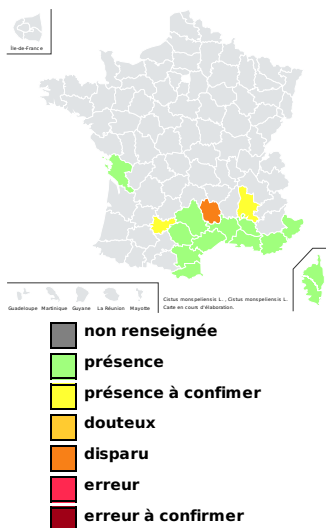 Île-de-France
Guadeloupe Martinique Guyane La Réunion Mayotte
Cistus monspeliensis L. , Cistus monspeliensis L.
Carte en cours d'élaboration.
non renseignée
présence
présence à confimer
douteux
disparu
erreur
erreur à confirmer